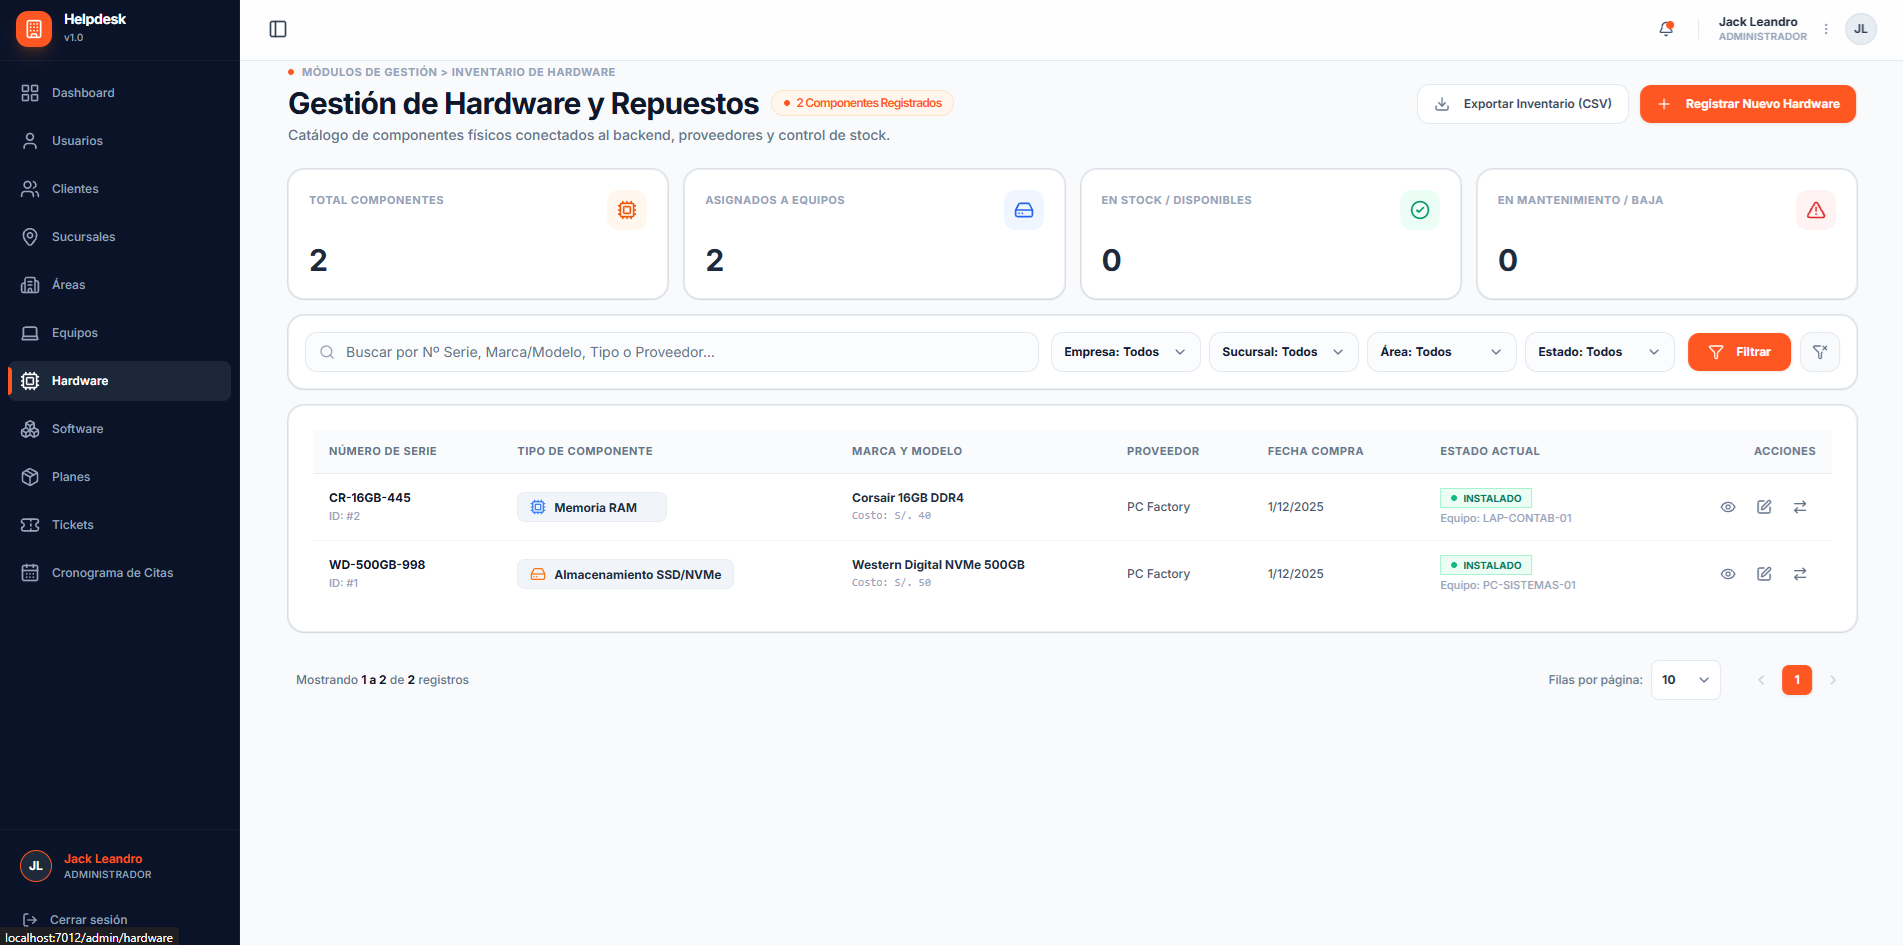 Helpdesk
v1.0
Dashboard
Usuarios
Clientes
Sucursales
Áreas
Equipos
Hardware
Software
Planes
Tickets
Cronograma de Citas
JL
Jack Leandro
ADMINISTRADOR
Cerrar sesión
localhost:7012/admin/hardware
Jack Leandro
ADMINISTRADOR
JL
MÓDULOS DE GESTIÓN > INVENTARIO DE HARDWARE
Gestión de Hardware y Repuestos
2 Componentes Registrados
Catálogo de componentes físicos conectados al backend, proveedores y control de stock.
Exportar Inventario (CSV)
Registrar Nuevo Hardware
TOTAL COMPONENTES
2
ASIGNADOS A EQUIPOS
2
EN STOCK / DISPONIBLES
0
EN MANTENIMIENTO / BAJA
0
Buscar por Nº Serie, Marca/Modelo, Tipo o Proveedor...
Empresa: Todos
Sucursal: Todos
Área: Todos
Estado: Todos
Filtrar
NÚMERO DE SERIE TIPO DE COMPONENTE MARCA Y MODELO PROVEEDOR FECHA COMPRA ESTADO ACTUAL ACCIONES
CR-16GB-445
ID: #2
Memoria RAM
Corsair 16GB DDR4
Costo: S/. 40
PC Factory
1/12/2025
INSTALADO
Equipo: LAP-CONTAB-01
WD-500GB-998
ID: #1
Almacenamiento SSD/NVMe
Western Digital NVMe 500GB
Costo: S/. 50
PC Factory
1/12/2025
INSTALADO
Equipo: PC-SISTEMAS-01
Mostrando 1 a 2 de 2 registros
Filas por página: 10
1